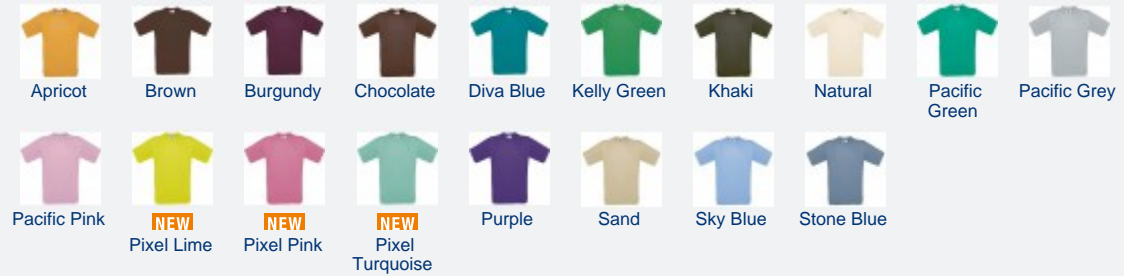 Apricot Brown Burgundy Chocolate Diva Blue Kelly Green Khaki Natural Pacific Green Pacific Grey
NEW NEW NEW
Pacific Pink Pixel Lime Pixel Pink Pixel Turquoise Purple Sand Sky Blue Stone Blue